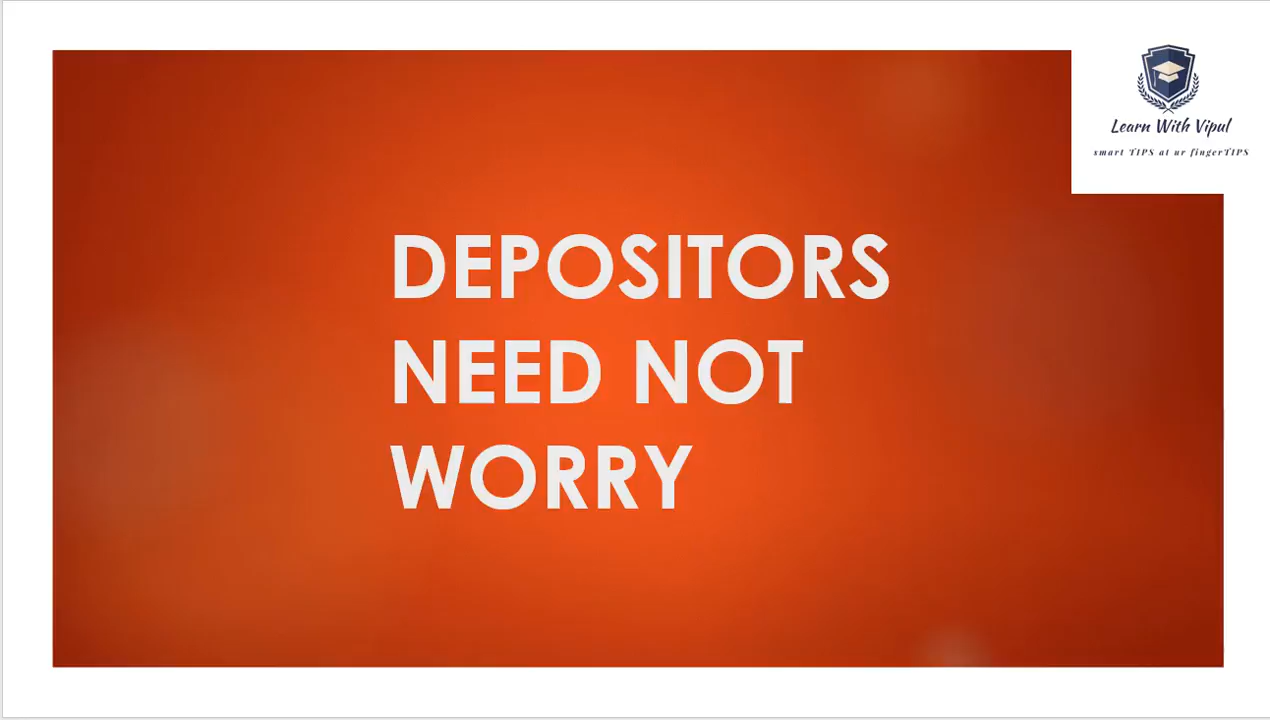 Learn With Vipul
smart TIPS at ur fingerTIPS
DEPOSITORS
NEED NOT
WORRY